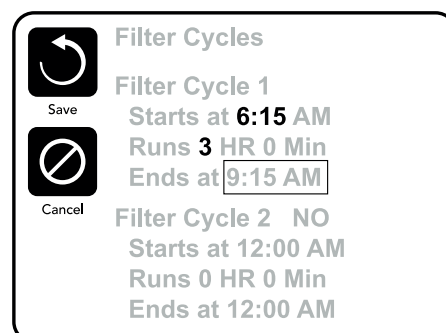 Filter Cycles
Save
Filter Cycle 1
Starts at 6:15 AM
Runs 3 HR 0 Min
Ends at 9:15 AM
Cancel
Filter Cycle 2 NO
Starts at 12:00 AM
Runs 0 HR 0 Min
Ends at 12:00 AM